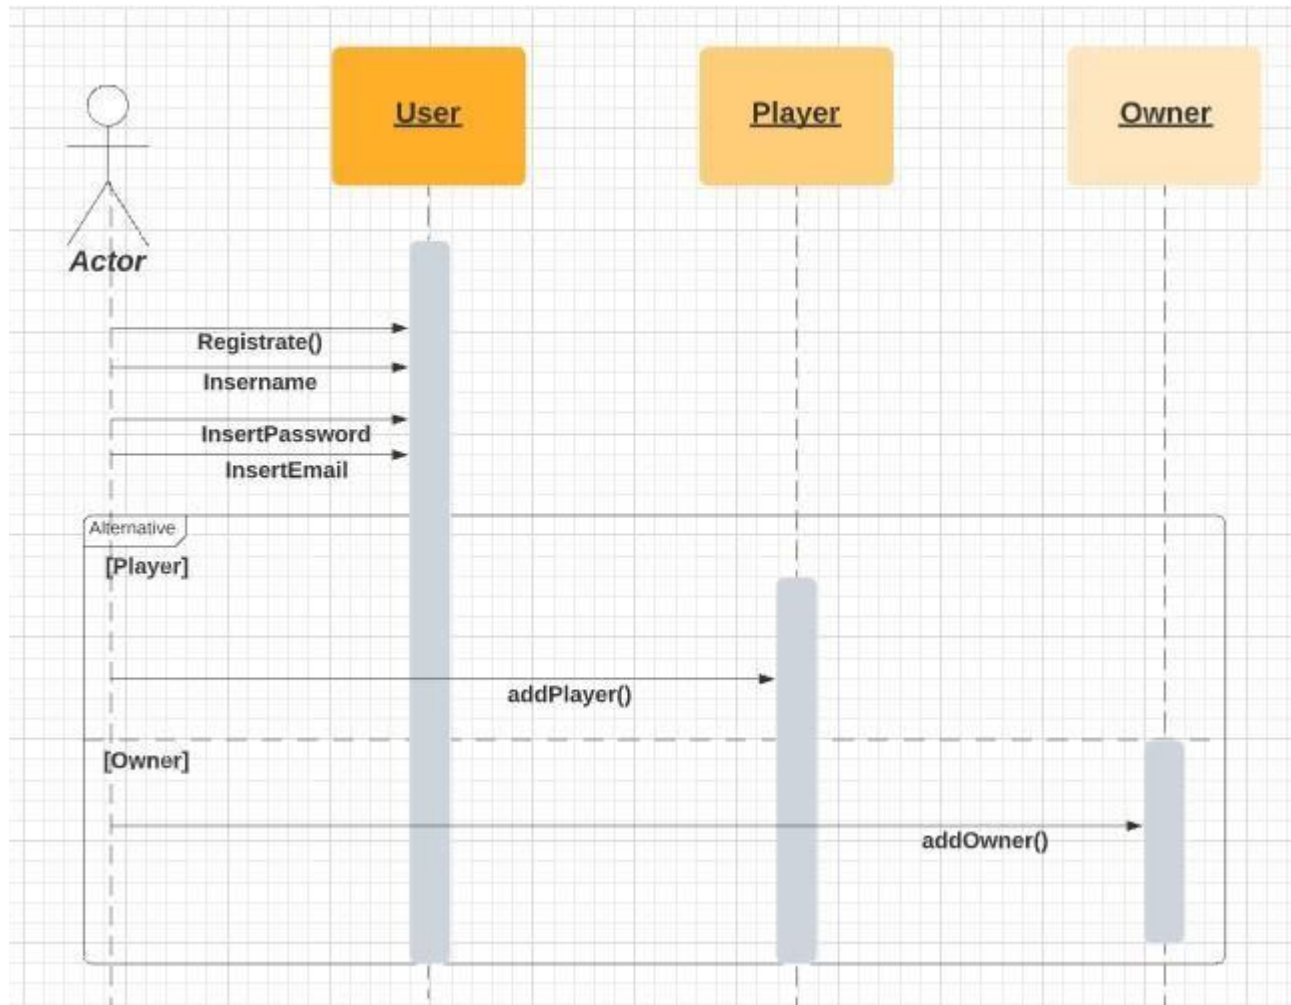 User
Player
Owner
Actor
Registrate()
Insername
InsertPassword
InsertEmail
Alternative
[Player]
addPlayer()
[Owner]
addOwner()